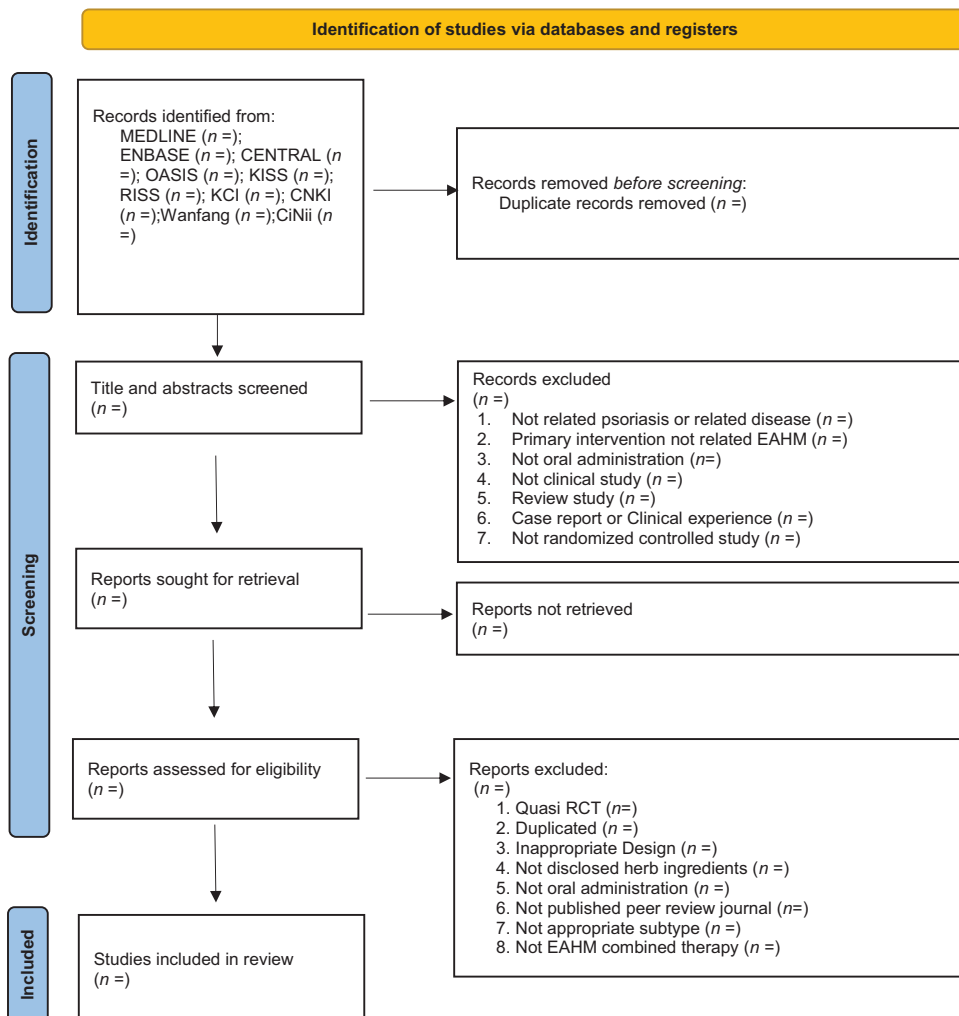 Identification of studies via databases and registers
Identification
Records identified from:
MEDLINE (n =);
ENBASE (n =); CENTRAL (n
=); OASIS (n =); KISS (n =);
RISS (n =); KCI (n =); CNKI
(n =);Wanfang (n =);CiNii (n
=)
Records removed before screening:
Duplicate records removed (n =)
Screening
Title and abstracts screened
(n =)
Records excluded
(n =)
1. Not related psoriasis or related disease (n =)
2. Primary intervention not related EAHM (n =)
3. Not oral administration (n=)
4. Not clinical study (n =)
5. Review study (n =)
6. Case report or Clinical experience (n =)
7. Not randomized controlled study (n =)
Reports sought for retrieval
(n =)
Reports not retrieved
(n =)
Reports assessed for eligibility
(n =)
Reports excluded:
(n =)
1. Quasi RCT (n=)
2. Duplicated (n =)
3. Inappropriate Design (n =)
4. Not disclosed herb ingredients (n =)
5. Not oral administration (n =)
6. Not published peer review journal (n=)
7. Not appropriate subtype (n =)
8. Not EAHM combined therapy (n =)
Included
Studies included in review
(n =)